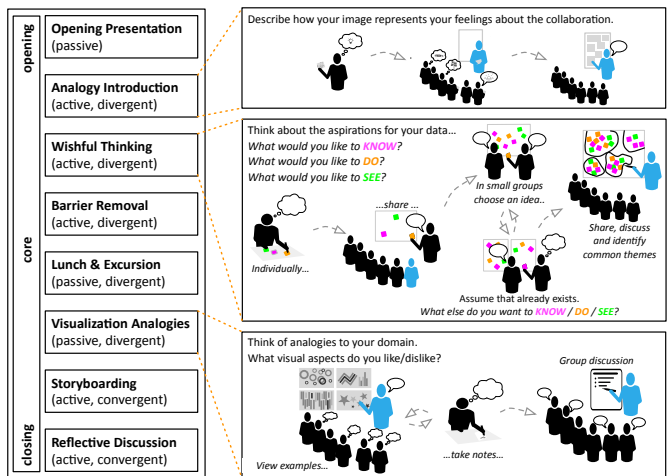 opening
core
closing
Opening Presentation
(passive)
Analogy Introduction
(active, divergent)
Wishful Thinking
(active, divergent)
Barrier Removal
(active, divergent)
Lunch & Excursion
(passive, divergent)
Visualization Analogies
(passive, divergent)
Storyboarding
(active, convergent)
Reflective Discussion
(active, convergent)
Describe how your image represents your feelings about the collaboration.
Think about the aspirations for your data...
What would you like to KNOW?
What would you like to DO?
What would you like to SEE?
Individually...
...share ...
In small groups
choose an idea..
Assume that already exists.
What else do you want to KNOW / DO / SEE?
Share, discuss
and identify
common themes
Think of analogies to your domain.
What visual aspects do you like/dislike?
View examples...
...take notes...
Group discussion